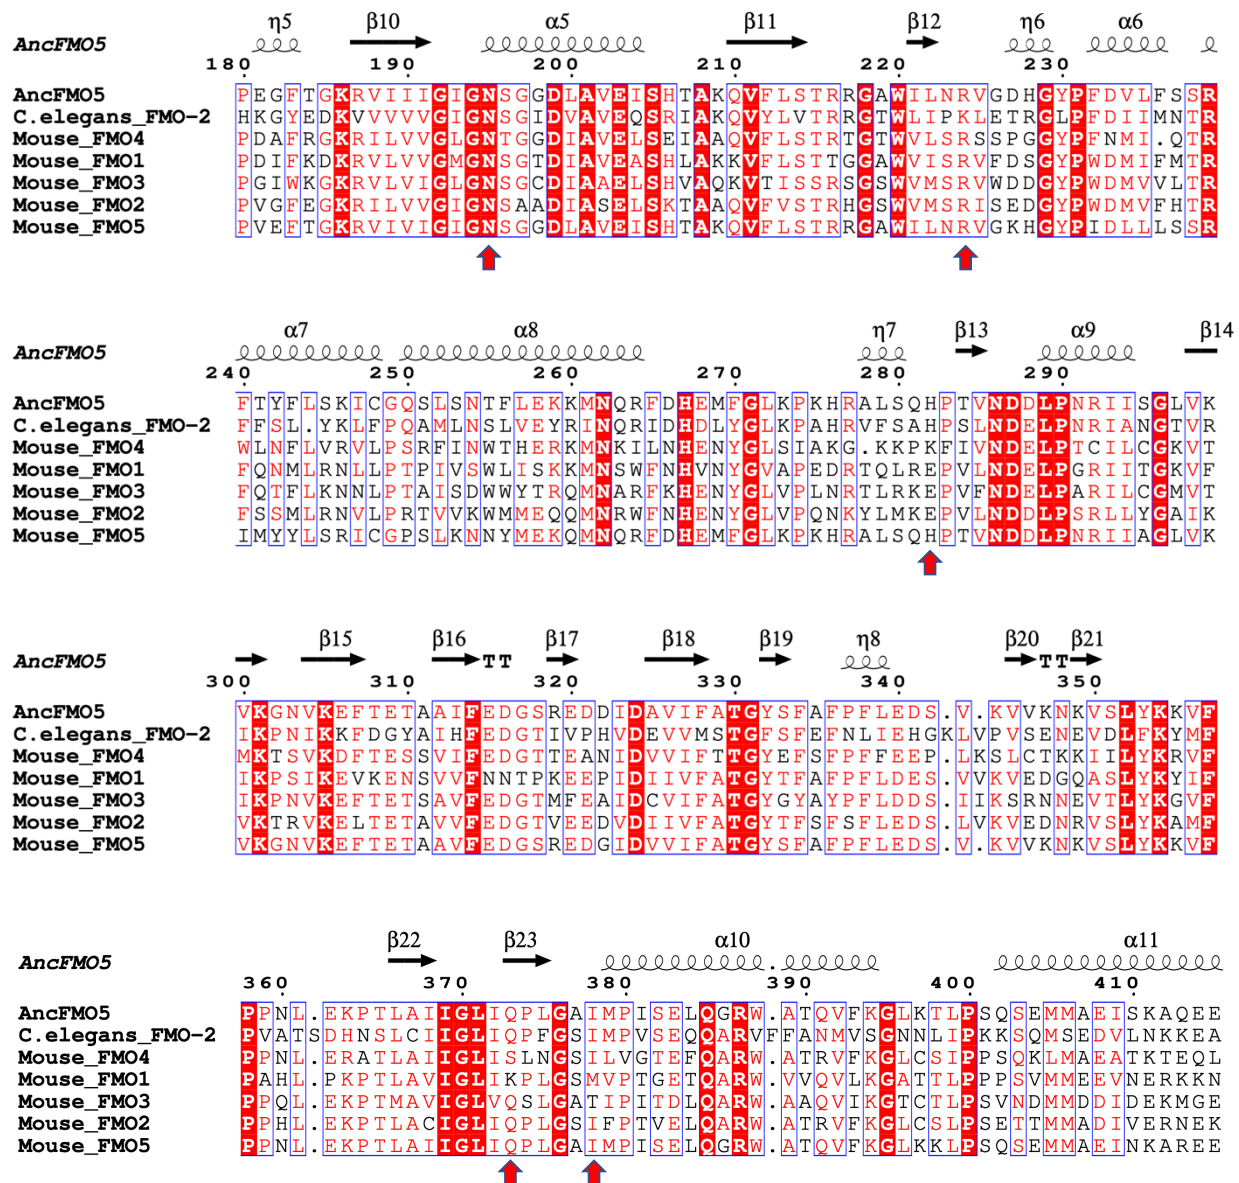 η5 β10 α5 β11 β12 η6 α6
AncFMO5
180 190 200 210 220 230
AncFMO5 PEGFTGKRVIIIGIGNSGGDLAVEISHTAKQVFLSTRRGAWILNRVGDHGYPFDVLFSSR
C.elegans_FMO-2 HKGYEDKVVVVVGIGNSGIDVAVEQSRIAKQVYLVTRRGTWLIPKLETRGLPFDIIMNTR
Mouse_FMO4 PDAFRGKRILVVGLGNTGGDVAVELSEIAAQVFLSTRTGTWVLSRSSPGGYPFNMI.QTR
Mouse_FMO1 PDIFKDKRVLVVGMGNSGTDIAVEASHLAKKVFLSTTGGAWVISRVFDSGYPWDMIFMTR
Mouse_FMO3 PGIWKGKRVLVIGLGNSGCDIAAELSHVAQKVTISSRSGSWVMSRVWDDGYPWDMVVLTR
Mouse_FMO2 PVGFEGKRILVVGIGNSAADIASELSKTAAQVFVSTRHGSWVMSRISEDGYPWDMVFHTR
Mouse_FMO5 PVEFTGKRVIVIGIGNSGGDLAVEISHTAKQVFLSTRRGAWILNRVGKHGYPIDLLLSSR
α7 α8 η7 β13 α9 β14
AncFMO5
240 250 260 270 280 290
AncFMO5 FTYFLSKICGQSLSNTFLEKKMNQRFDHEMFGLKPKHRALSQHPTVNDDLPNRIISGLVK
C.elegans_FMO-2 FFSL.YKLFPQAMLNSLVEYRINQRIDHDLYGLKPAHRVFSAHPSLNDELPNRIANGTVR
Mouse_FMO4 WLNFLVRVLPSRFINWTHERKMNKILNHENYGLSIAKG.KKPKFIVNDELPTCILCGKVT
Mouse_FMO1 FQNMLRNLLPTPIVSWLISKKMNSWFNHVNYGVAPEDRTQLREPVLNDELPGRIITGKVF
Mouse_FMO3 FQTFLKNNLPTAISDWWYTRQMNARFKHENYGLVPLNRTLRKEPVFNDELPARILCGMVT
Mouse_FMO2 FSSMLRNVLPRTVVKWMMEQQMNRWFNHENYGLVPQNKYLMKEPVLNDDLPSRLLYGAIK
Mouse_FMO5 IMYYLSRICGPSLKNNYMEKQMNQRFDHEMFGLKPKHRALSQHPTVNDDLPNRIIAGLVK
β15 β16 β17 β18 β19 η8 β20 β21
AncFMO5 TT TT
300 310 320 330 340 350
AncFMO5 VKGNVKEFTETAAIFEDGSREDDIDAVIFATGYSFAFPFLEDS.V.KVVKNKVSLYKKVF
C.elegans_FMO-2 IKPNIKKFDGYAIHFEDGTIVPHVDEVVMSTGFSFEFNLIEHGKLVPVSENEVDLFKYMF
Mouse_FMO4 MKTSVKDFTESSVIFEDGTTEANIDVVIFTTGYEFSFPFFEEP.LKSLCTKKIILYKRVF
Mouse_FMO1 IKPSIKEVKENSVVFNNTPKEEPIDIIVFATGYTFAFPFLDES.VVKVEDGQASLYKYIF
Mouse_FMO3 IKPNVKEFTETSAVFEDGTMFEAIDCVIFATGYGYAYPFLDDS.IIKSRNNEVTLYKGVF
Mouse_FMO2 VKTRVKELTETAVVFEDGTVEEDVDIIVFATGYTFSFSFLEDS.LVKVEDNRVSLYKAMF
Mouse_FMO5 VKGNVKEFTETAAVFEDGSREDGIDVVIFATGYSFAFPFLEDS.V.KVVKNKVSLYKKVF
β22 β23 α10 α11
AncFMO5 .
360 370 380 390 400 410
AncFMO5 PPNL.EKPTLAIIGLIQPLGAIMPISELQGRW.ATQVFKGLKTLPSQSEMMAEISKAQEE
C.elegans_FMO-2 PVATSDHNSLCIIGLIQPFGSIMPVSEQQARVFFANMVSGNNLIPKKSQMSEDVLNKKEA
Mouse_FMO4 PPNL.ERATLAIIGLISLNGSILVGTEFQARW.ATRVFKGLCSIPPSQKLMAEATKTEQL
Mouse_FMO1 PAHL.PKPTLAVIGLIKPLGSMVPTGETQARW.VVQVLKGATTLPPPSVMMEEVNERKKN
Mouse_FMO3 PPQL.EKPTMAVIGLVQSLGATIPITDLQARW.AAQVIKGTCTLPSVNDMMDDIDEKMGE
Mouse_FMO2 PPHL.EKPTLACIGLIQPLGSIFPTVELQARW.ATRVFKGLCSLPSETTMMADIVERNEK
Mouse_FMO5 PPNL.EKPTLAIIGLIQPLGAIMPISELQGRW.ATQVFKGLKKLPSQSEMMAEINKAREE